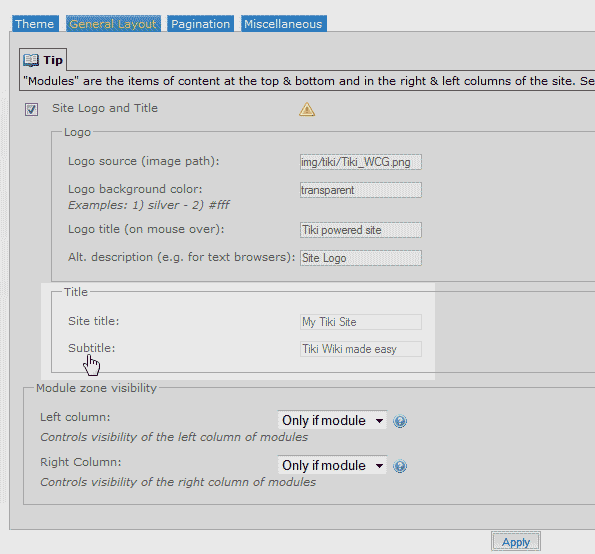 Theme General Layout Pagination Miscellaneous
Tip
"Modules" are the items of content at the top & bottom and in the right & left columns of the site. Se
Site Logo and Title
Logo
Logo source (image path): img/tiki/Tiki_WCG.png
Logo background color: transparent
Examples: 1) silver - 2) #fff
Logo title (on mouse over): Tiki powered site
Alt. description (e.g. for text browsers): Site Logo
Title
Site title: My Tiki Site
Subtitle: Tiki Wiki made easy
Module zone visibility
Left column: Only if module
Controls visibility of the left column of modules
Right Column: Only if module
Controls visibility of the right column of modules
Apply